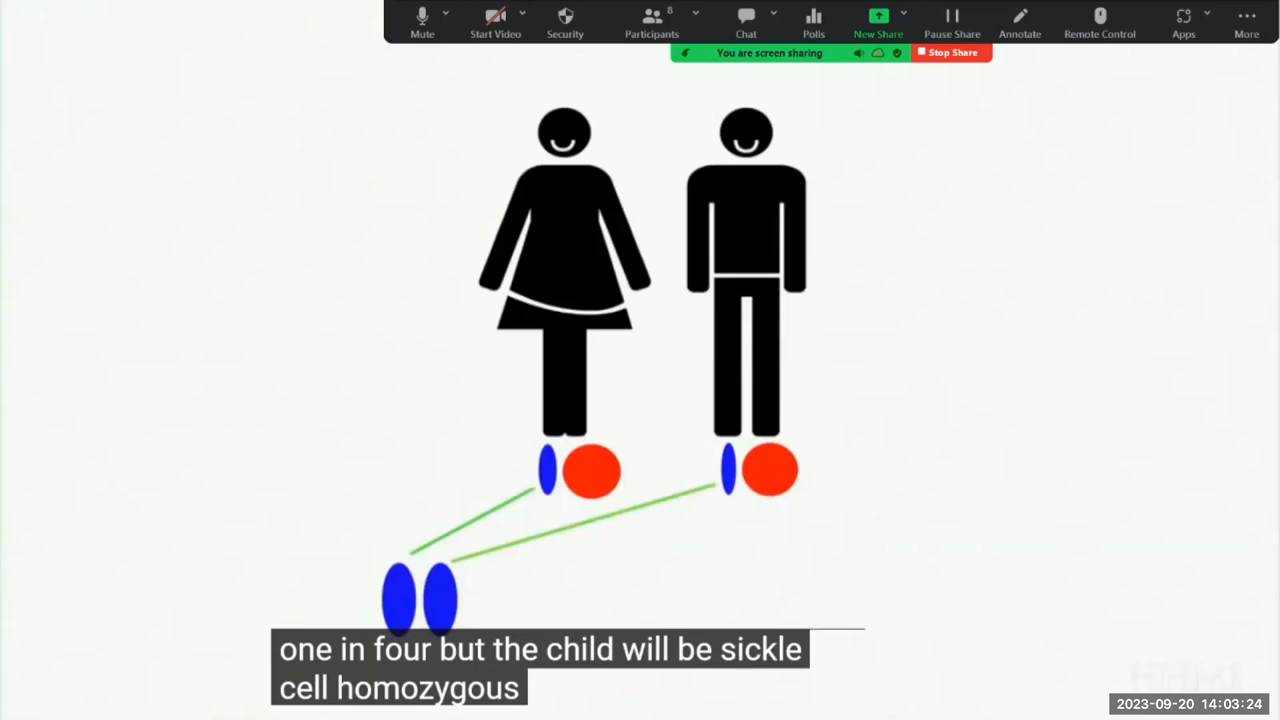 8
Mute
Start Video
Security
Participants
Chat
Polls
New Share
Pause Share
Annotate
Remote Control
Apps
More
You are screen sharing
Stop Share
one in four but the child will be sickle
cell homozygous
2023-09-20 14:03:24